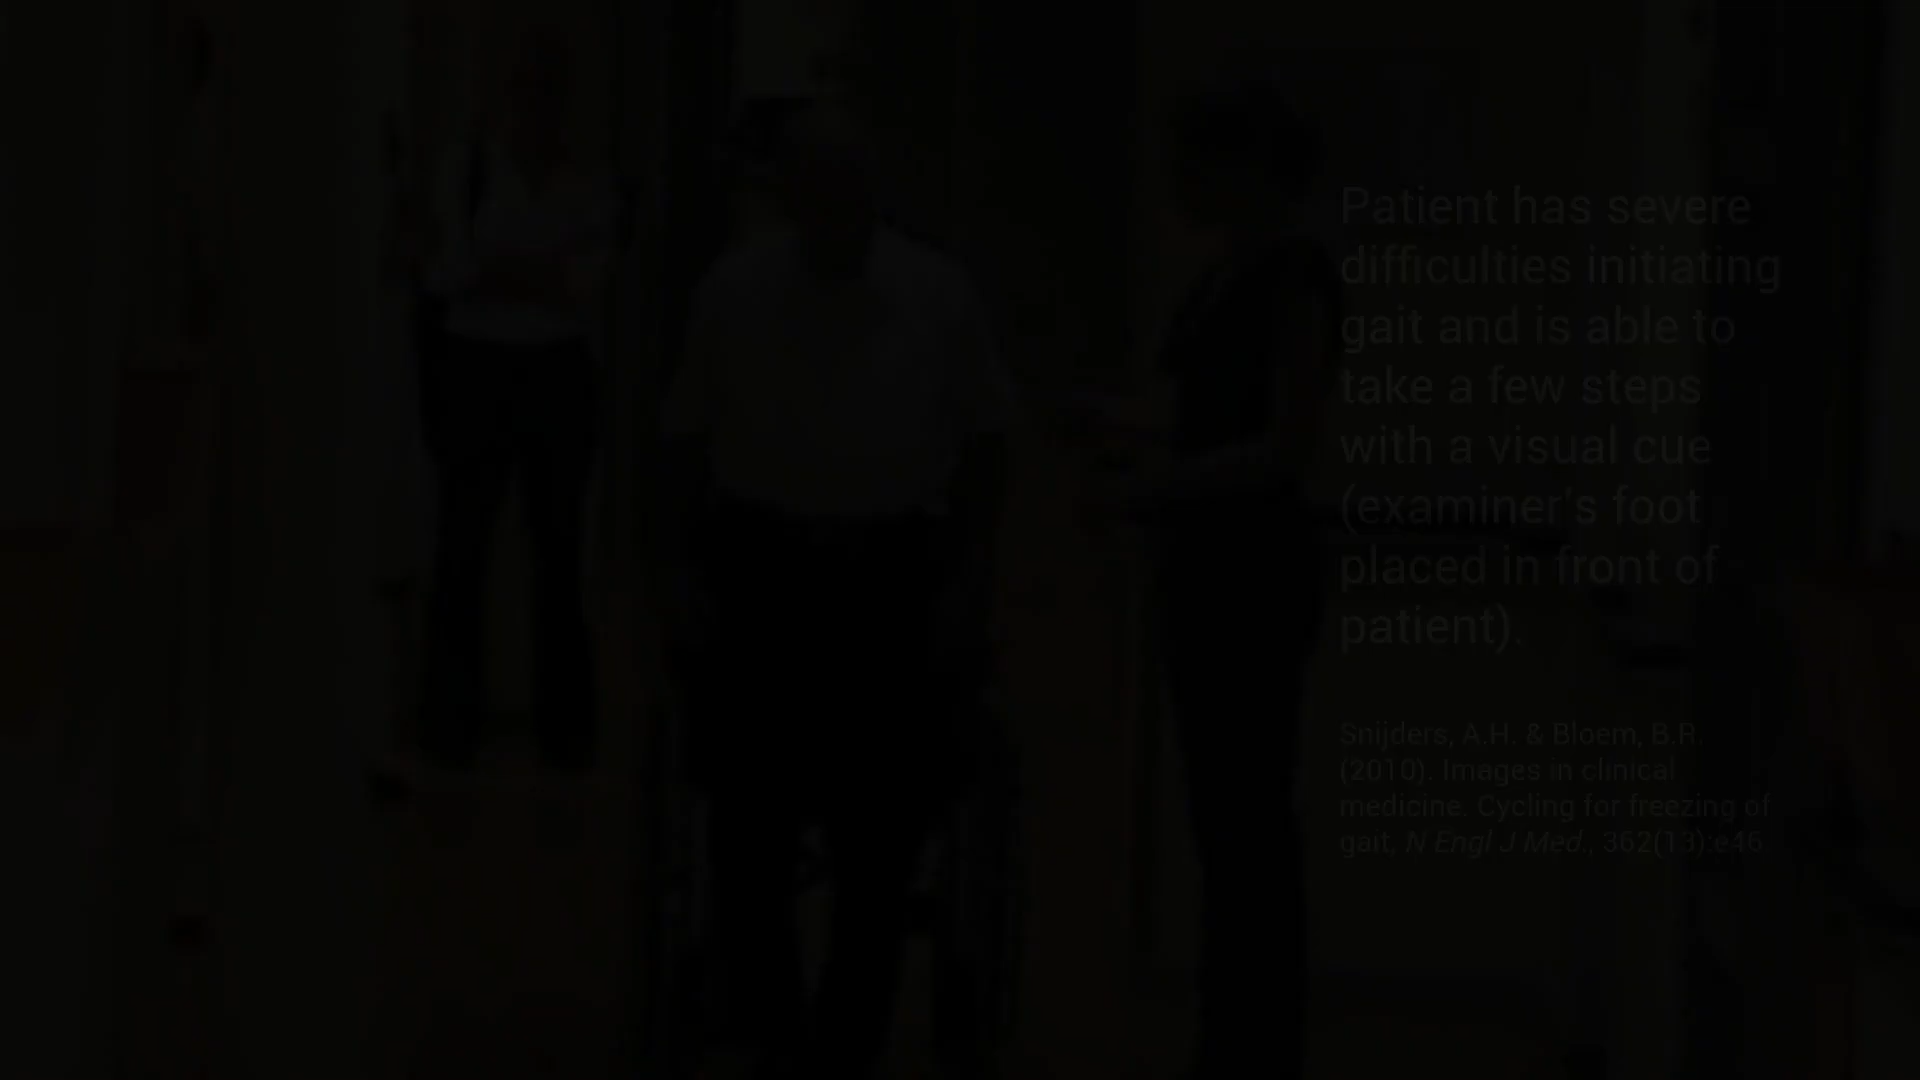 Patient has severe
difficulties initiating
gait and is able to
take a few steps
with a visual cue
(examiner's foot
placed in front of
patient).
Snijders, A.H. & Bloem, B.R.
(2010). Images in clinical
medicine. Cycling for freezing of
gait, N Engl J Med., 362(13):e46.